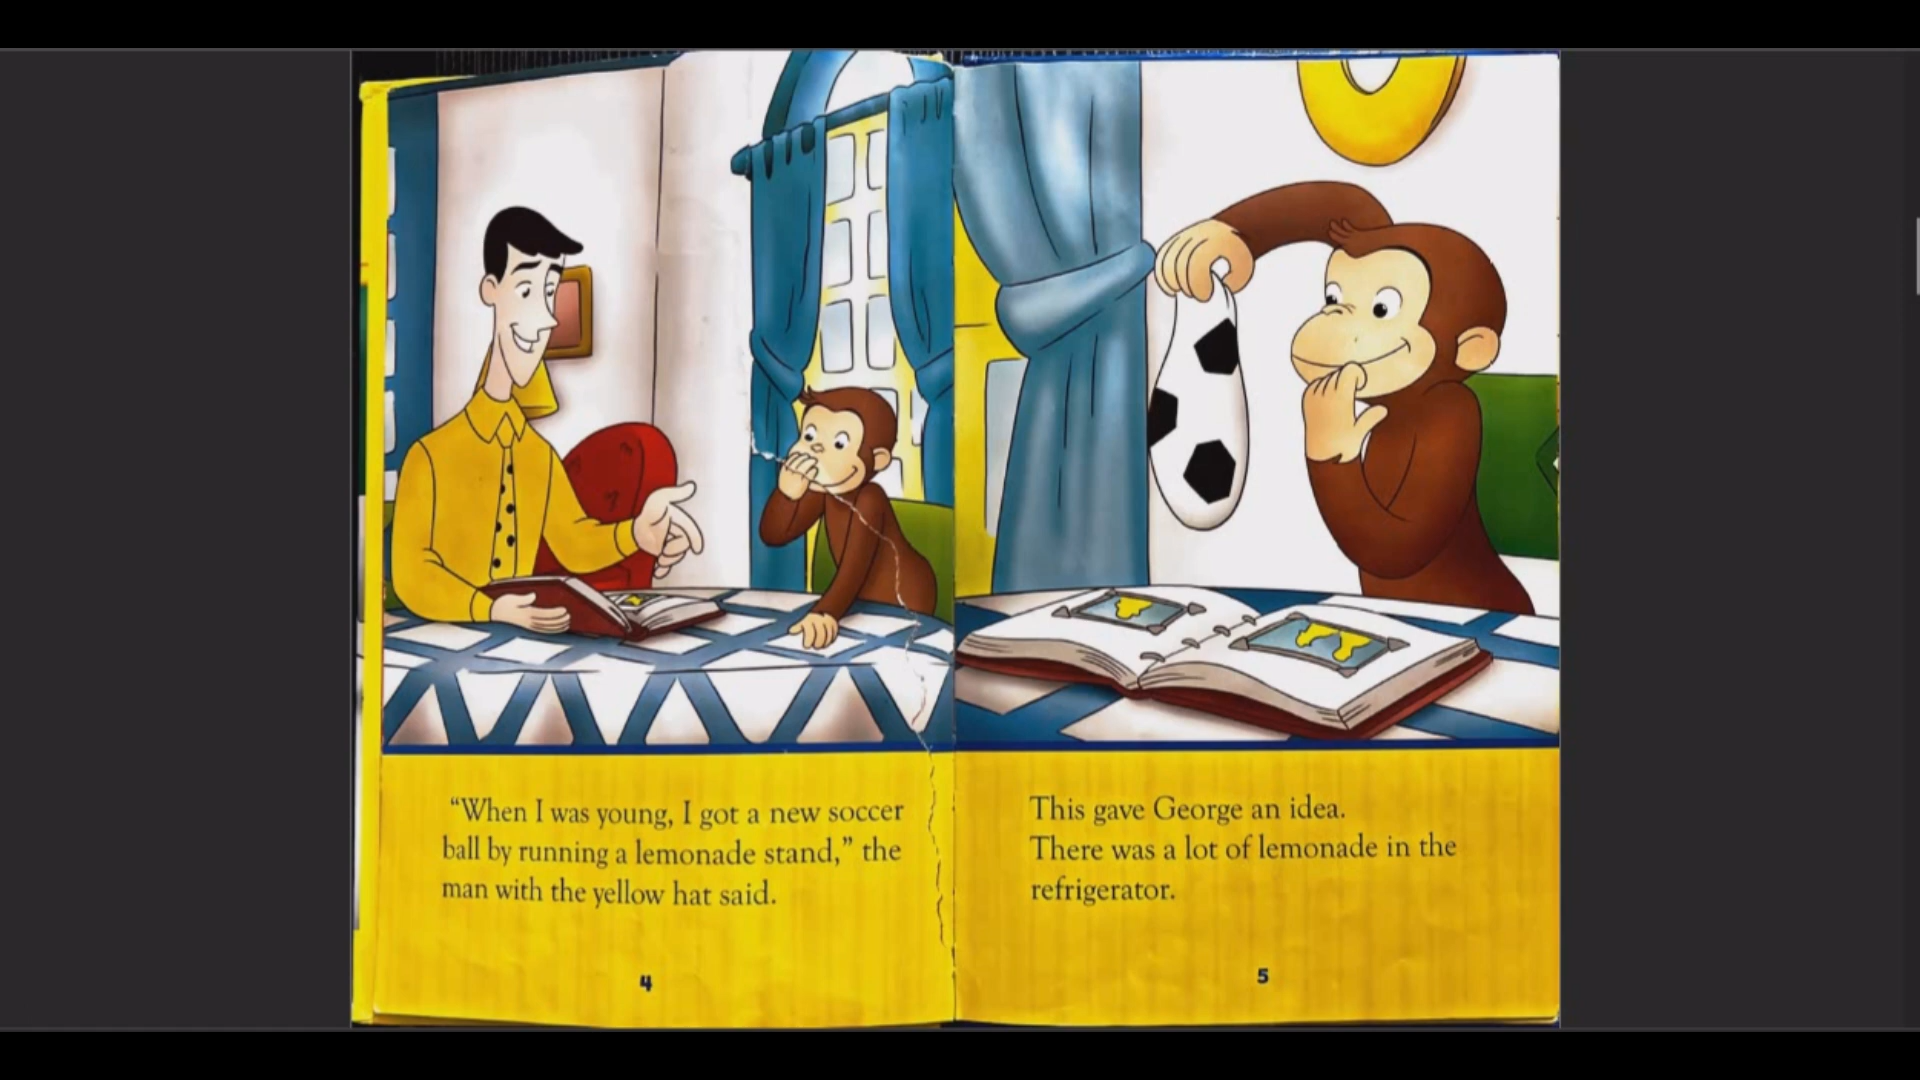 “When I was young, I got a new soccer
ball by running a lemonade stand,” the
man with the yellow hat said.
4
This gave George an idea.
There was a lot of lemonade in the
refrigerator.
5